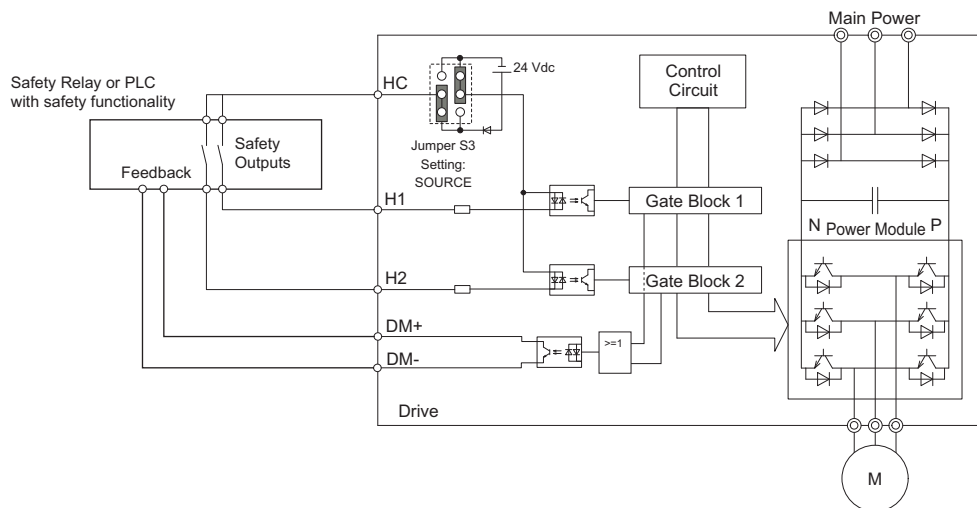 Main Power
Safety Relay or PLC
with safety functionality
HC
24 Vdc
Control
Circuit
Safety
Outputs
Feedback
Jumper S3
Setting:
SOURCE
H1
Gate Block 1
N
P
Power Module
H2
Gate Block 2
DM+
>=1
DM-
Drive
M